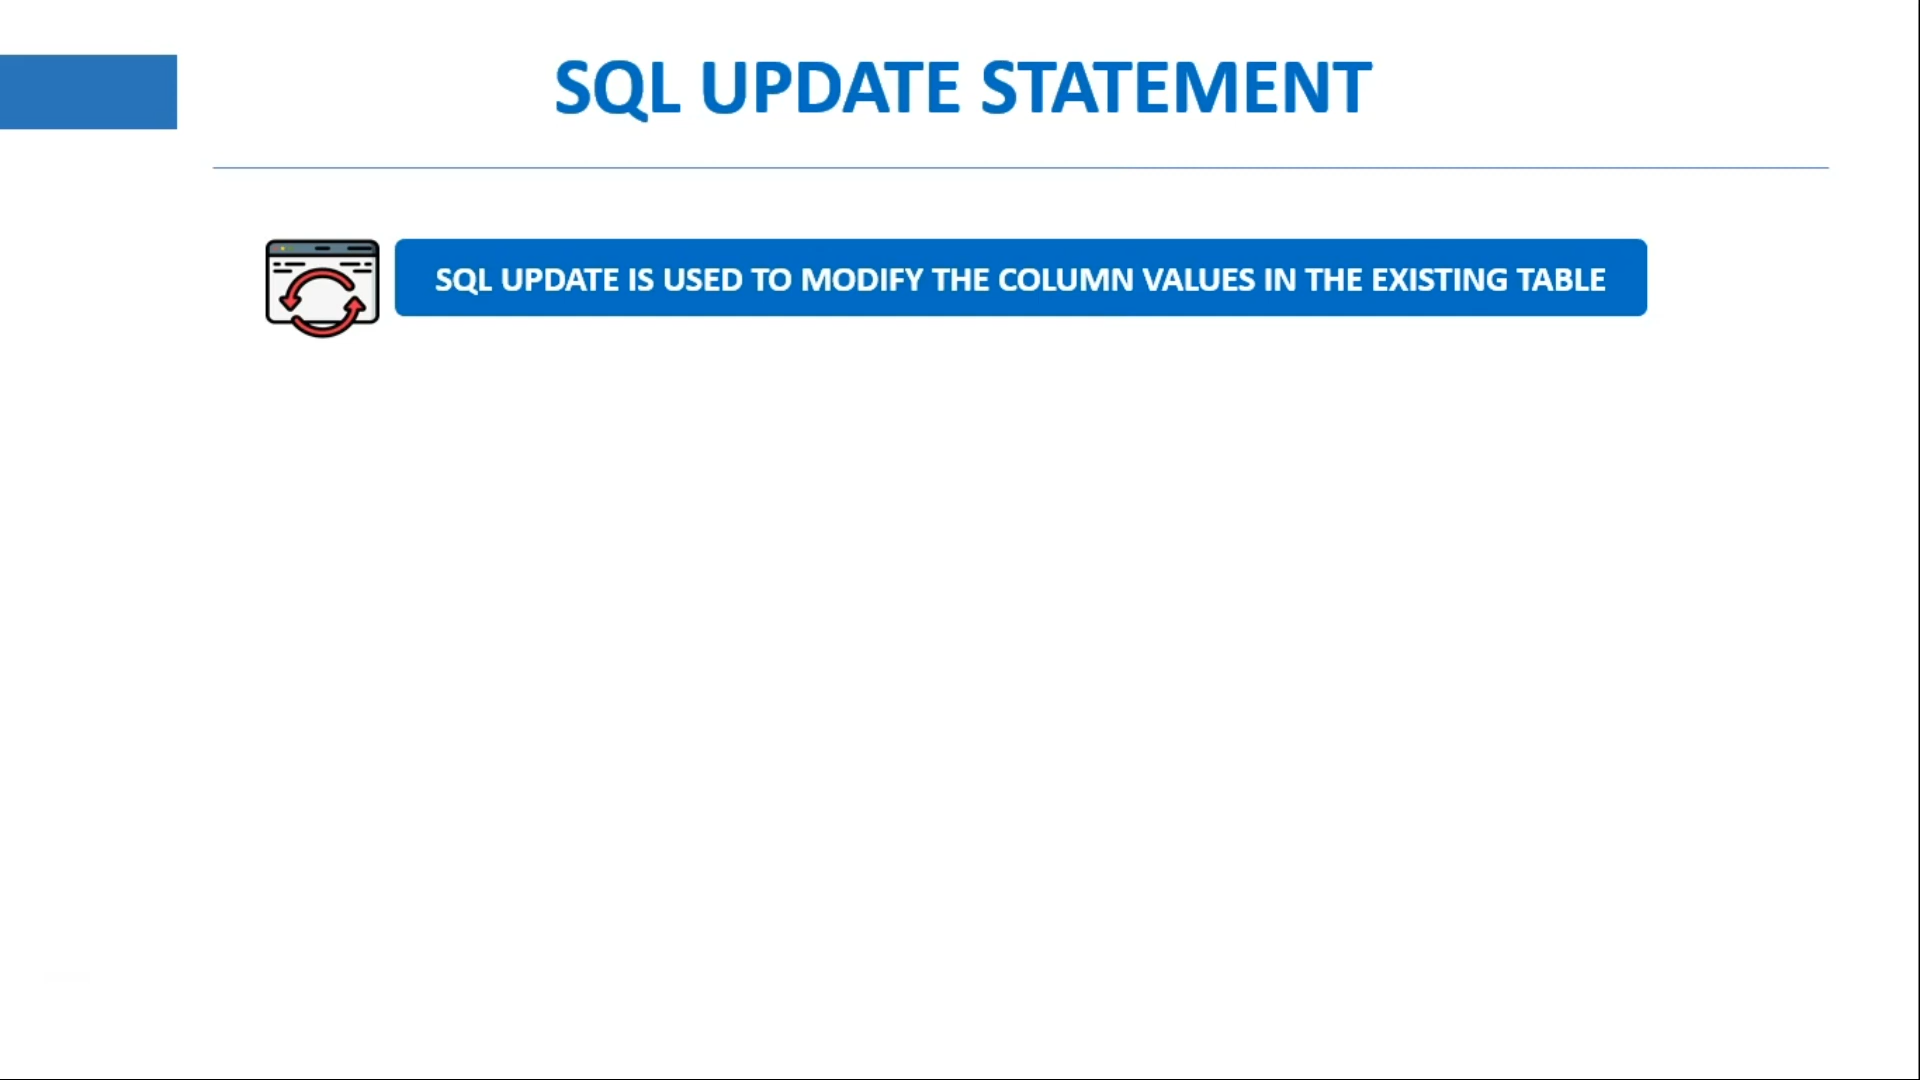 SQL UPDATE STATEMENT
SQL UPDATE IS USED TO MODIFY THE COLUMN VALUES IN THE EXISTING TABLE